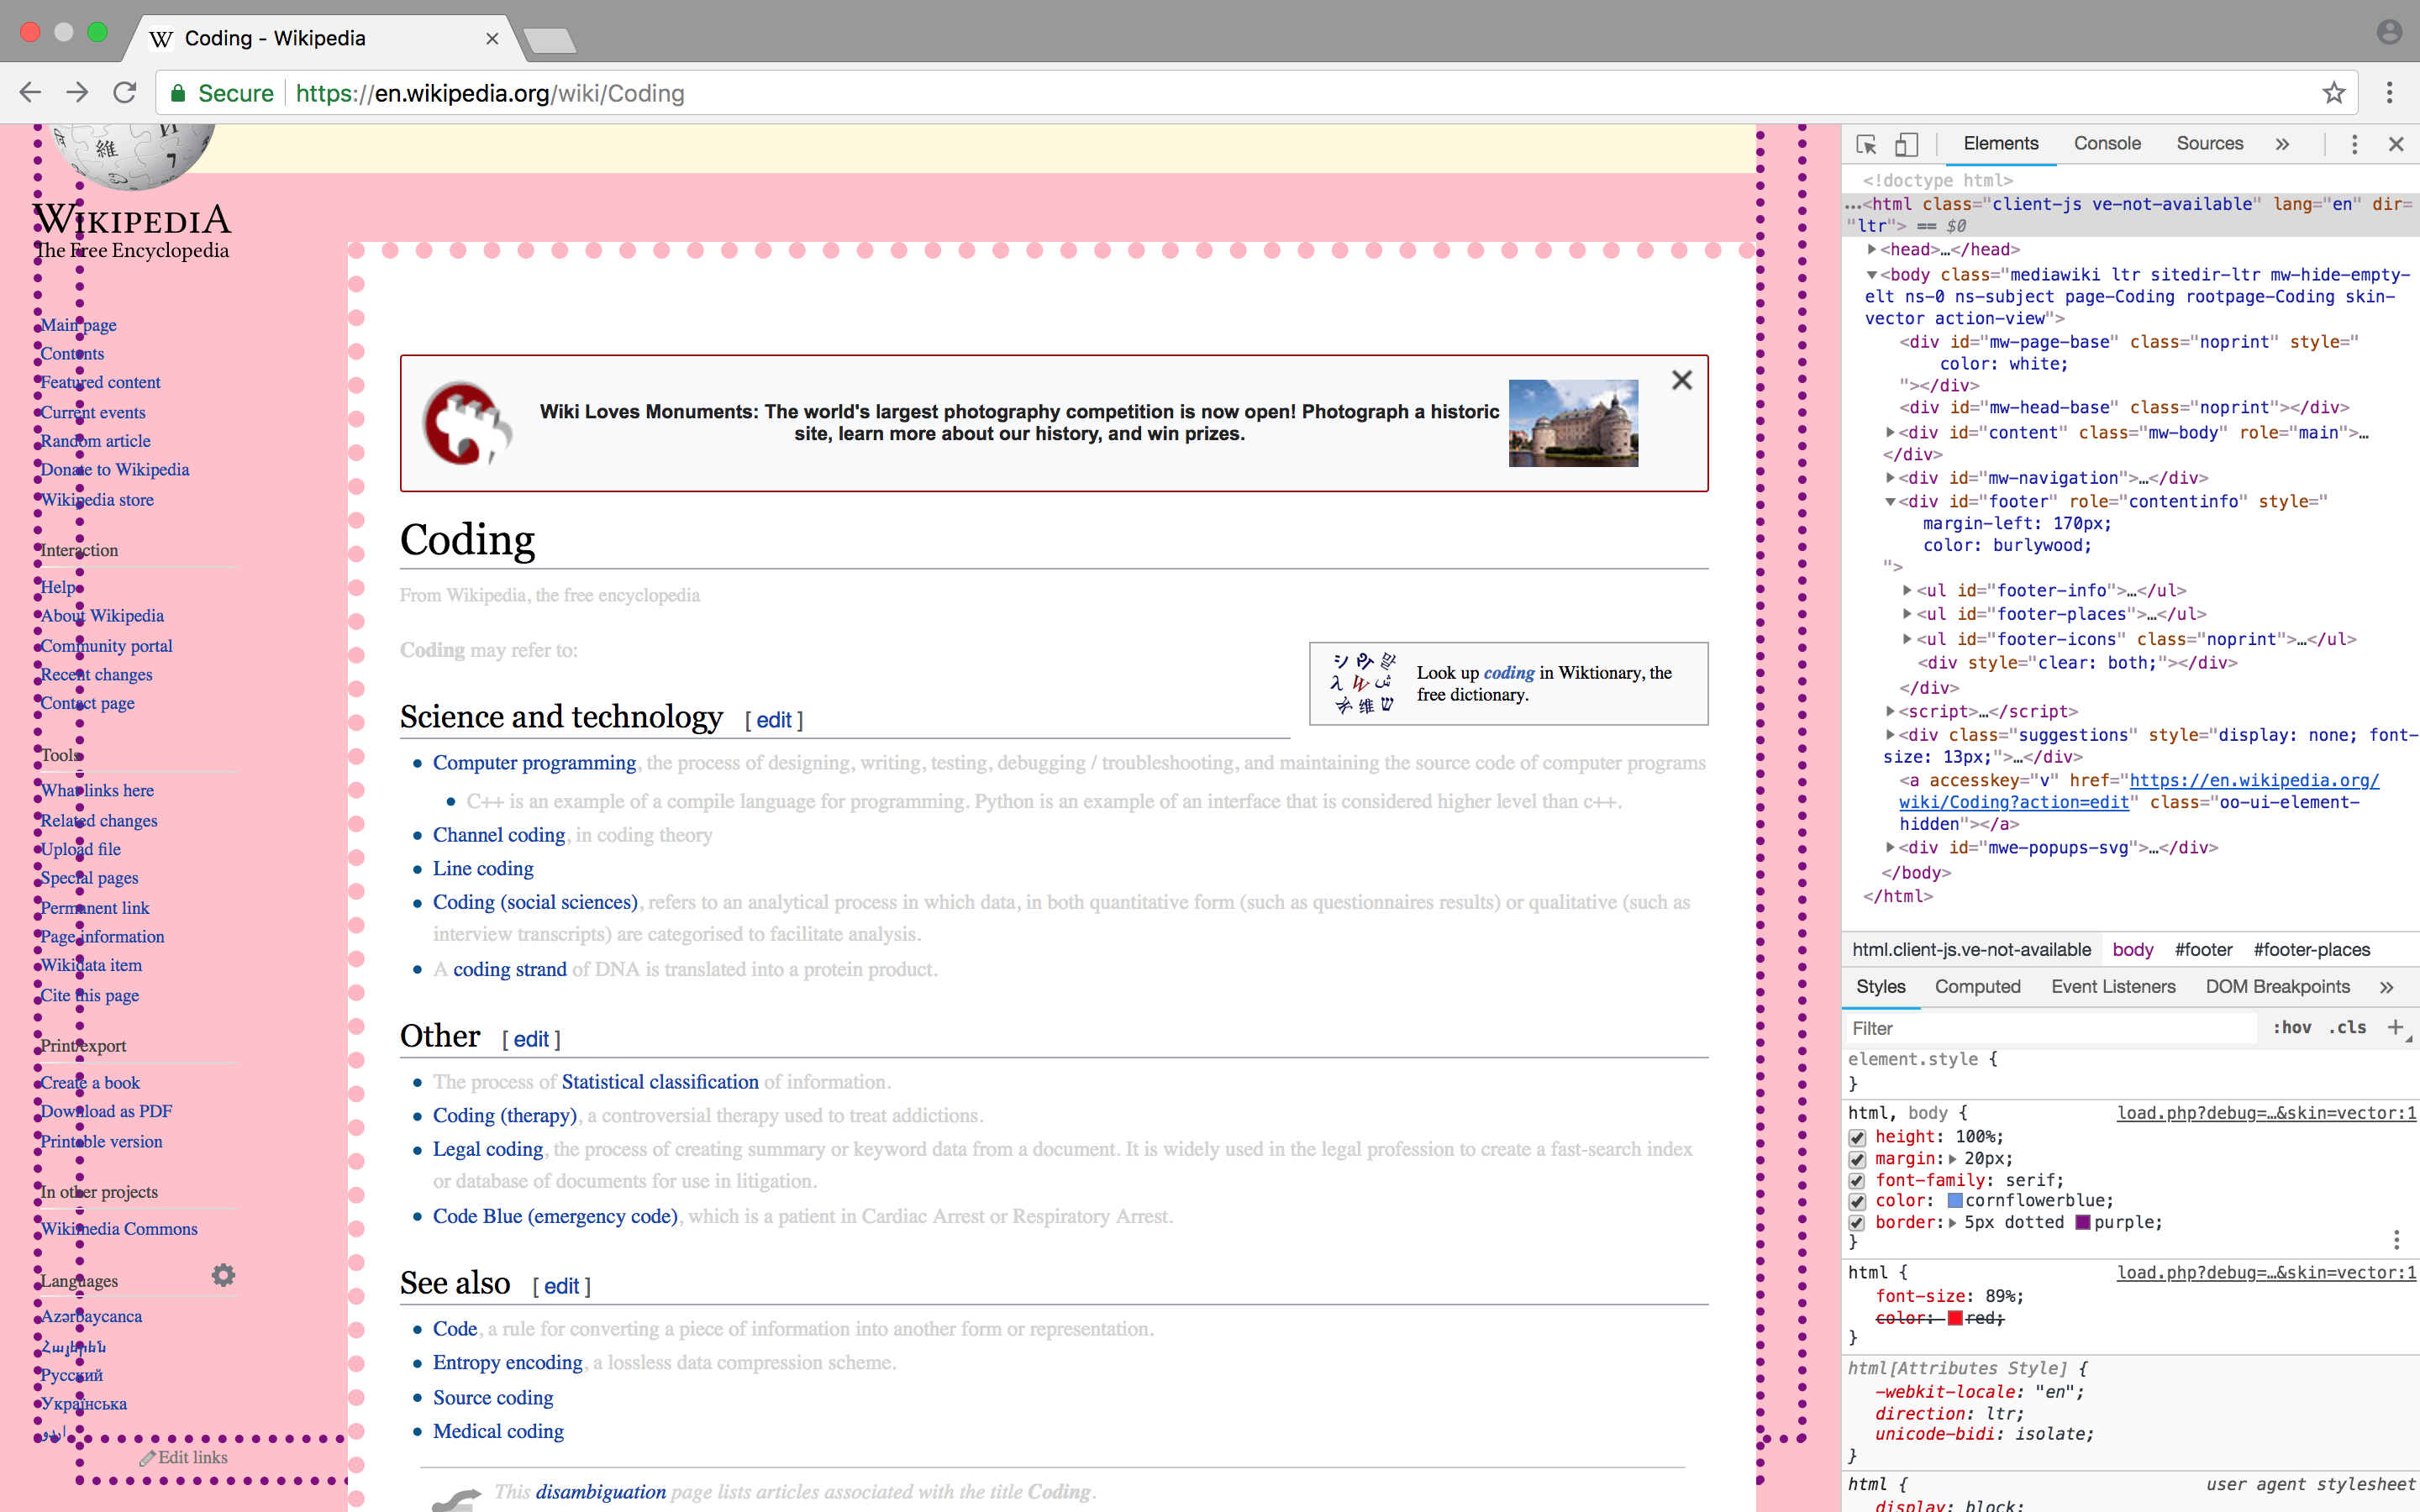 Coding - Wikipedia
Secure https://en.wikipedia.org/wiki/Coding
WIKIPEDIA
The Free Encyclopedia
Main page
Contents
Featured content
Current events
Random article
Donate to Wikipedia
Wikipedia store
Interaction
Help
About Wikipedia
Community portal
Recent changes
Contact page
Tools
What links here
Related changes
Upload file
Special pages
Permanent link
Page information
Wikidata item
Cite this page
Print/export
Create a book
Download as PDF
Printable version
In other projects
Wikimedia Commons
Languages
Azərbaycanca
Հայերեն
Русский
Українська
اردو
Edit links
Wiki Loves Monuments: The world's largest photography competition is now open! Photograph a historic
site, learn more about our history, and win prizes.
Coding
From Wikipedia, the free encyclopedia
Coding may refer to:
Look up coding in Wiktionary, the
free dictionary.
Science and technology [ edit ]
Computer programming, the process of designing, writing, testing, debugging / troubleshooting, and maintaining the source code of computer programs
C++ is an example of a compile language for programming. Python is an example of an interface that is considered higher level than c++.
Channel coding, in coding theory
Line coding
Coding (social sciences), refers to an analytical process in which data, in both quantitative form (such as questionnaires results) or qualitative (such as
interview transcripts) are categorised to facilitate analysis.
A coding strand of DNA is translated into a protein product.
Other [ edit ]
The process of Statistical classification of information.
Coding (therapy), a controversial therapy used to treat addictions.
Legal coding, the process of creating summary or keyword data from a document. It is widely used in the legal profession to create a fast-search index
or database of documents for use in litigation.
Code Blue (emergency code), which is a patient in Cardiac Arrest or Respiratory Arrest.
See also [ edit ]
Code, a rule for converting a piece of information into another form or representation.
Entropy encoding, a lossless data compression scheme.
Source coding
Medical coding
This disambiguation page lists articles associated with the title Coding.
Elements Console Sources »
<!doctype html>
…<html class="client-js ve-not-available" lang="en" dir=
"ltr"> == $0
<head>…</head>
<body class="mediawiki ltr sitedir-ltr mw-hide-empty-
elt ns-0 ns-subject page-Coding rootpage-Coding skin-
vector action-view">
<div id="mw-page-base" class="noprint" style="
color: white;
"></div>
<div id="mw-head-base" class="noprint"></div>
<div id="content" class="mw-body" role="main">…
</div>
<div id="mw-navigation">…</div>
<div id="footer" role="contentinfo" style="
margin-left: 170px;
color: burlywood;
">
<ul id="footer-info">…</ul>
<ul id="footer-places">…</ul>
<ul id="footer-icons" class="noprint">…</ul>
<div style="clear: both;"></div>
</div>
<script>…</script>
<div class="suggestions" style="display: none; font-
size: 13px;">…</div>
<a accesskey="v" href="https://en.wikipedia.org/
wiki/Coding?action=edit" class="oo-ui-element-
hidden"></a>
<div id="mwe-popups-svg">…</div>
</body>
</html>
html.client-js.ve-not-available body #footer #footer-places
Styles Computed Event Listeners DOM Breakpoints »
Filter :hov .cls +
element.style {
}
html, body { load.php?debug=…&skin=vector:1
height: 100%;
margin: 20px;
font-family: serif;
color: cornflowerblue;
border: 5px dotted purple;
}
html { load.php?debug=…&skin=vector:1
font-size: 89%;
color: red;
}
html[Attributes Style] {
-webkit-locale: "en";
direction: ltr;
unicode-bidi: isolate;
}
html { user agent stylesheet
display: block;